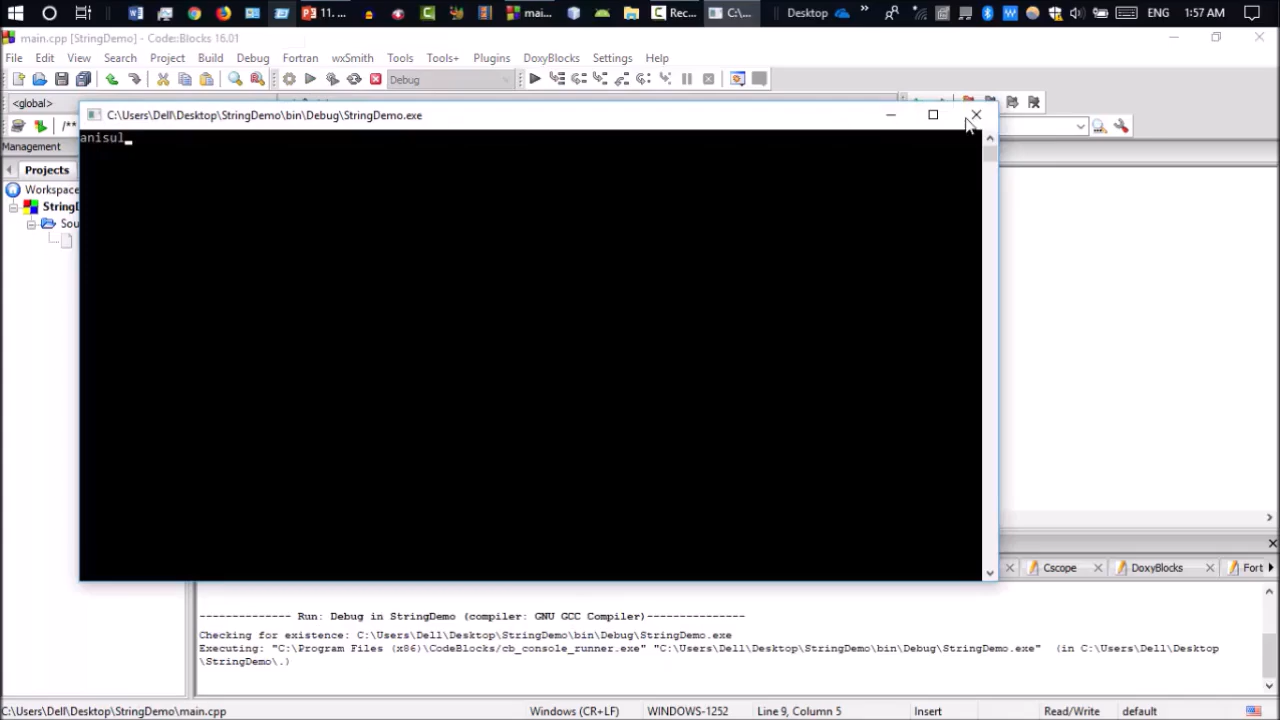 11. ...
mai...
Rec...
C:\...
Desktop
»
ENG
1:57 AM
main.cpp [StringDemo] - Code::Blocks 16.01
File Edit View Search Project Build Debug Fortran wxSmith Tools Tools+ Plugins Settings DoxyBlocks Help
Debug
<global>
C:\Users\Dell\Desktop\StringDemo\bin\Debug\StringDemo.exe
/**
anisul
Management
Projects
Workspace
StringD
Sou
Cscope
DoxyBlocks
Fort
-------------- Run: Debug in StringDemo (compiler: GNU GCC Compiler)---------------
Checking for existence: C:\Users\Dell\Desktop\StringDemo\bin\Debug\StringDemo.exe
Executing: "C:\Program Files (x86)\CodeBlocks/cb_console_runner.exe" "C:\Users\Dell\Desktop\StringDemo\bin\Debug\StringDemo.exe" (in C:\Users\Dell\Desktop
\StringDemo\.)
C:\Users\Dell\Desktop\StringDemo\main.cpp
Windows (CR+LF)
WINDOWS-1252
Line 9, Column 5
Insert
Read/Write
default